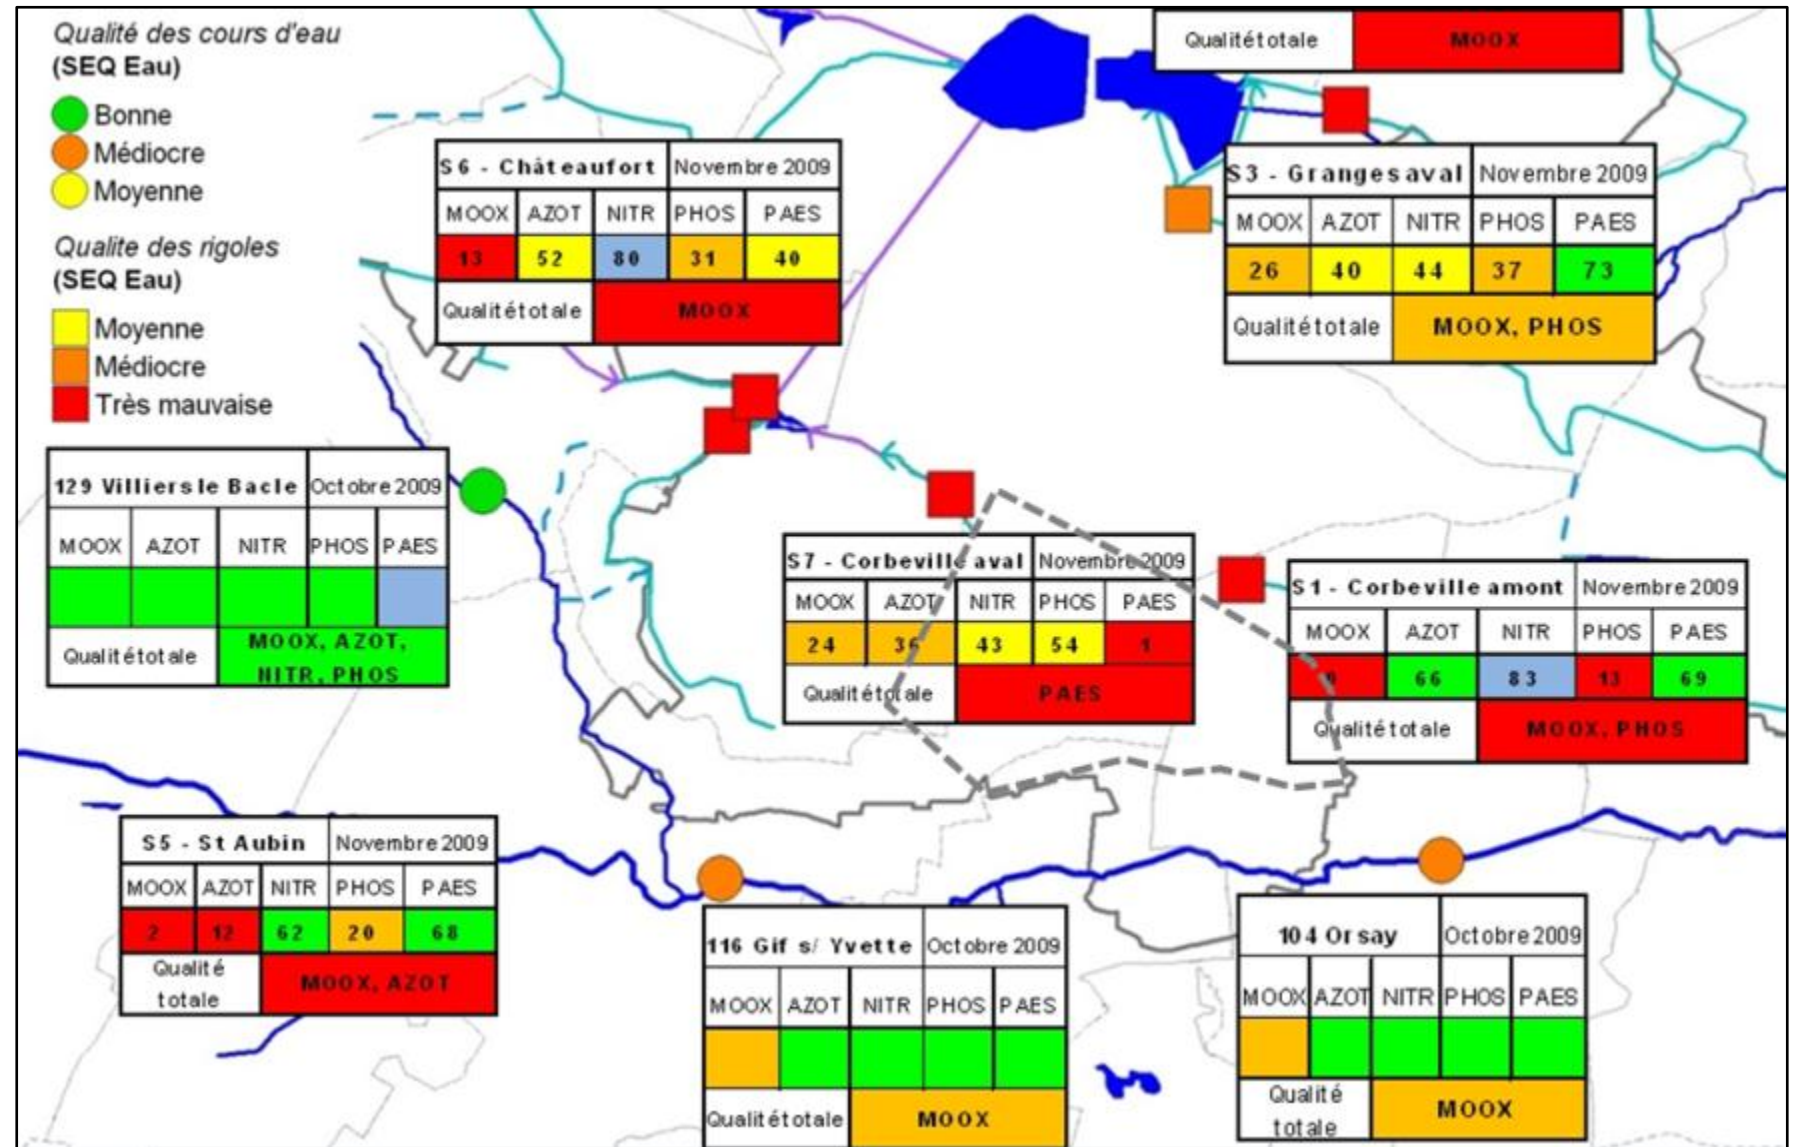 Qualité des cours d'eau
(SEQ Eau)
Bonne
Médiocre
Moyenne
Qualite des rigoles
(SEQ Eau)
Moyenne
Médiocre
Très mauvaise
Qualité totale MOOX
S6 - Châteaufort Novembre 2009
MOOX AZOT NITR PHOS PAES
13 52 80 31 40
Qualité totale MOOX
S3 - Granges aval Novembre 2009
MOOX AZOT NITR PHOS PAES
26 40 44 37 73
Qualité totale MOOX, PHOS
129 Villiers le Bacle Octobre 2009
MOOX AZOT NITR PHOS PAES
Qualité totale MOOX, AZOT,
NITR, PHOS
S7 - Corbeville aval Novembre 2009
MOOX AZOT NITR PHOS PAES
24 36 43 54 1
Qualité totale PAES
S1 - Corbeville amont Novembre 2009
MOOX AZOT NITR PHOS PAES
66 83 13 69
Qualité totale MOOX, PHOS
S5 - St Aubin Novembre 2009
MOOX AZOT NITR PHOS PAES
2 12 62 20 68
Qualité
totale MOOX, AZOT
116 Gif s/ Yvette Octobre 2009
MOOX AZOT NITR PHOS PAES
Qualité totale MOOX
104 Orsay Octobre 2009
MOOX AZOT NITR PHOS PAES
Qualité
totale MOOX